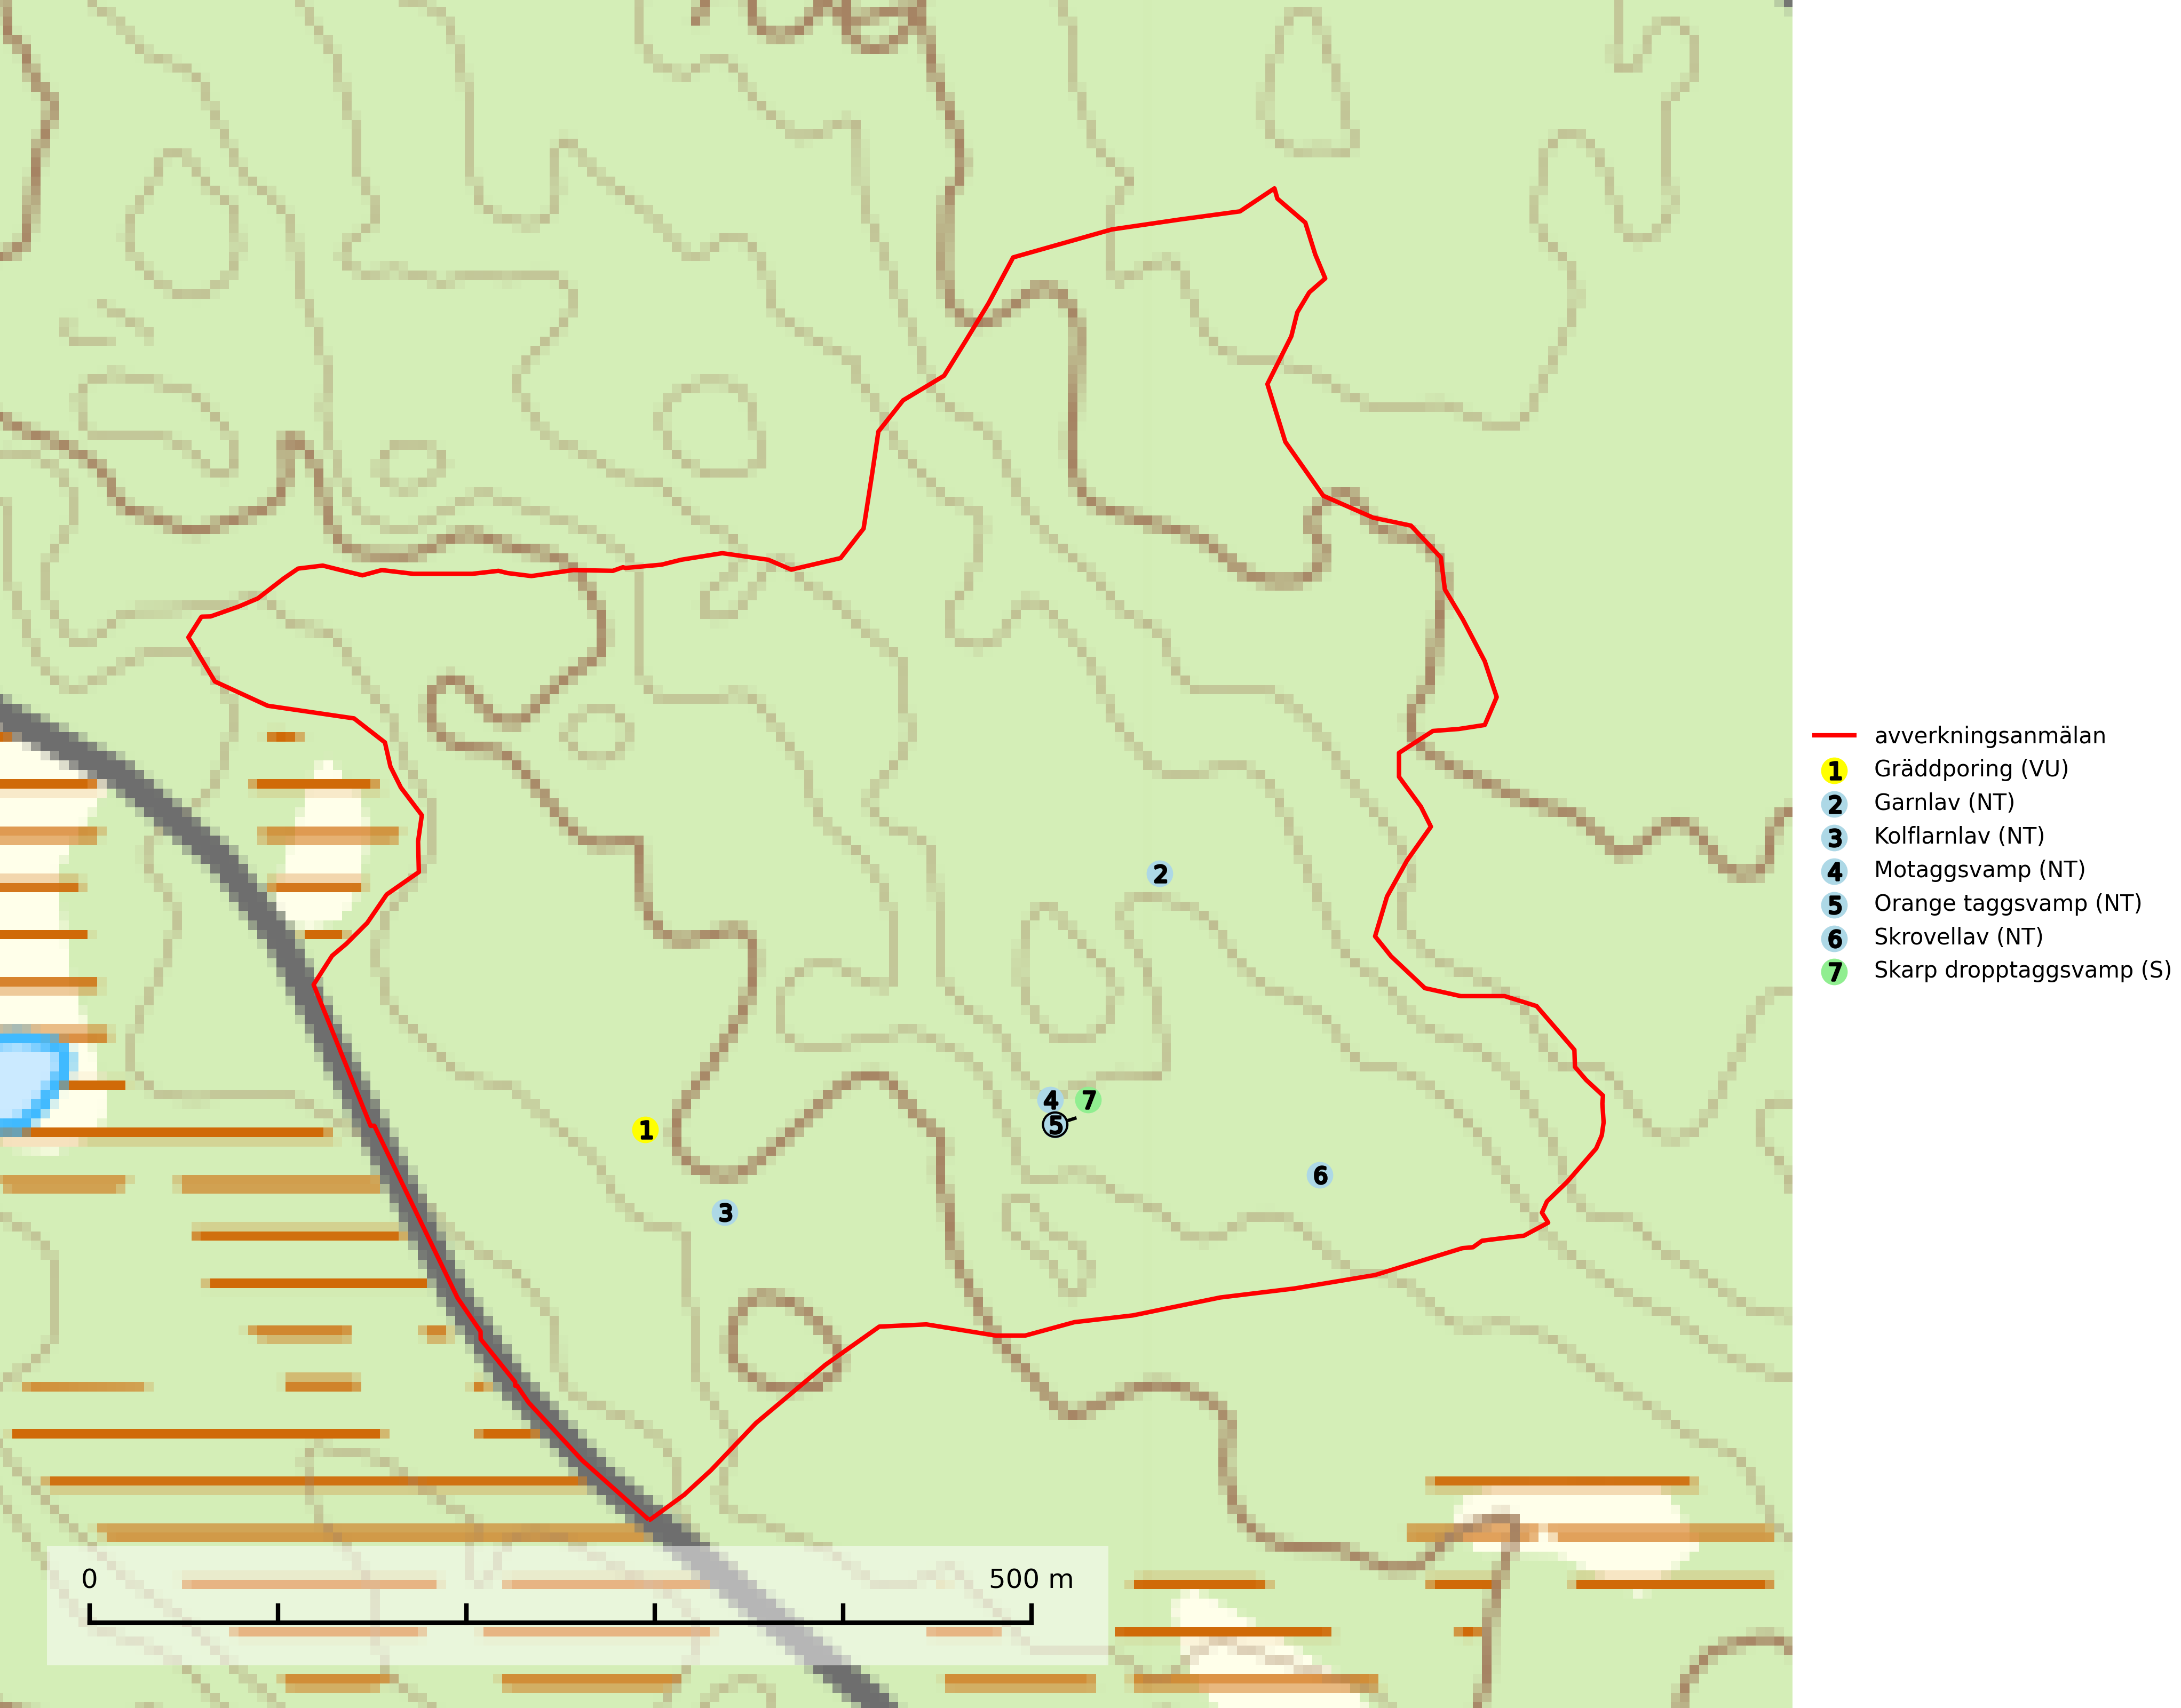 2
4 7
5
1
6
3
0 500 m
avverkningsanmälan
1 Gräddporing (VU)
2 Garnlav (NT)
3 Kolflarnlav (NT)
4 Motaggsvamp (NT)
5 Orange taggsvamp (NT)
6 Skrovellav (NT)
7 Skarp dropptaggsvamp (S)